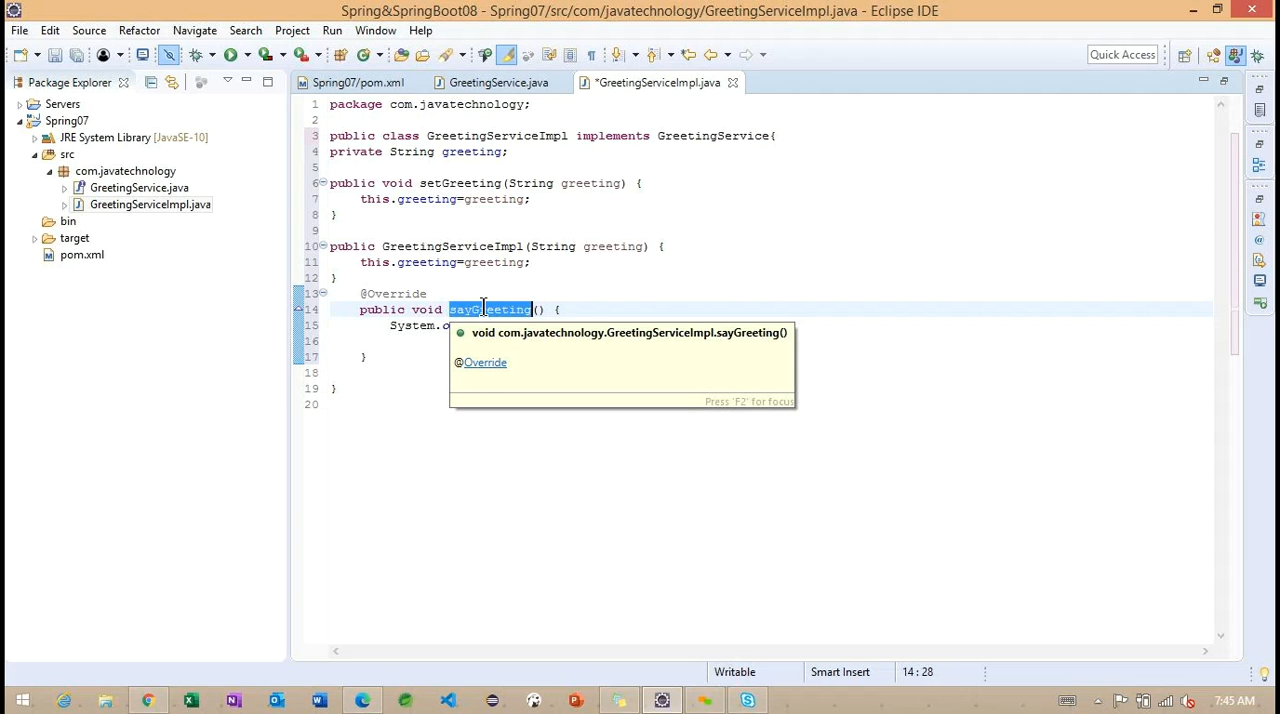 Spring&SpringBoot08 - Spring07/src/com/javatechnology/GreetingServiceImpl.java - Eclipse IDE
File Edit Source Refactor Navigate Search Project Run Window Help
Quick Access
Package Explorer
Spring07/pom.xml GreetingService.java *GreetingServiceImpl.java
Servers
Spring07
JRE System Library [JavaSE-10]
src
com.javatechnology
GreetingService.java
GreetingServiceImpl.java
bin
target
pom.xml
1 package com.javatechnology;
2
3 public class GreetingServiceImpl implements GreetingService{
4 private String greeting;
5
6 public void setGreeting(String greeting) {
7 this.greeting=greeting;
8 }
9
10 public GreetingServiceImpl(String greeting) {
11 this.greeting=greeting;
12 }
13 @Override
14 public void sayGreeting() {
15 System.o
16
17 }
18
19 }
20
void com.javatechnology.GreetingServiceImpl.sayGreeting()
@Override
Press 'F2' for focus
Writable Smart Insert 14 : 28
7:45 AM